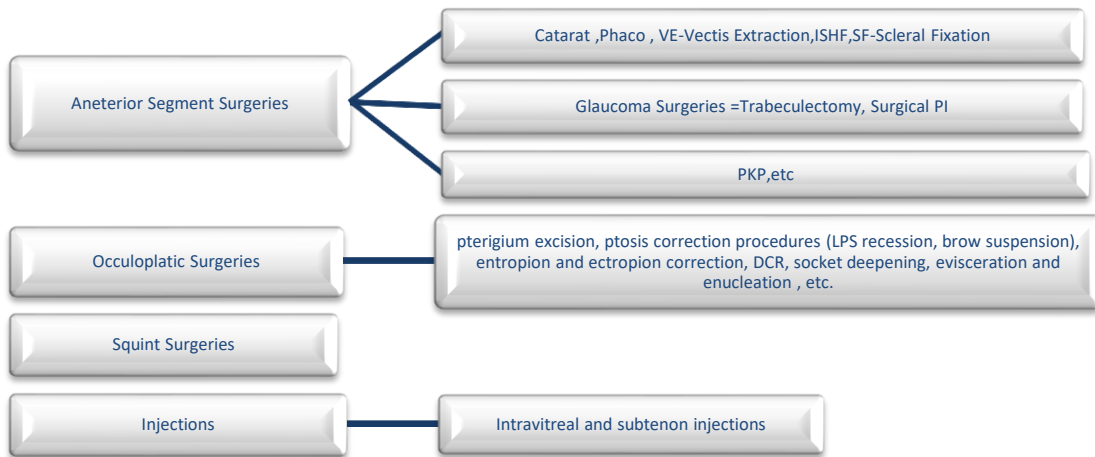 Catarat ,Phaco , VE-Vectis Extraction,ISHF,SF-Scleral Fixation
Aneterior Segment Surgeries
Glaucoma Surgeries =Trabeculectomy, Surgical PI
PKP,etc
Occuloplatic Surgeries
pterigium excision, ptosis correction procedures (LPS recession, brow suspension),
entropion and ectropion correction, DCR, socket deepening, evisceration and
enucleation , etc.
Squint Surgeries
Injections
Intravitreal and subtenon injections